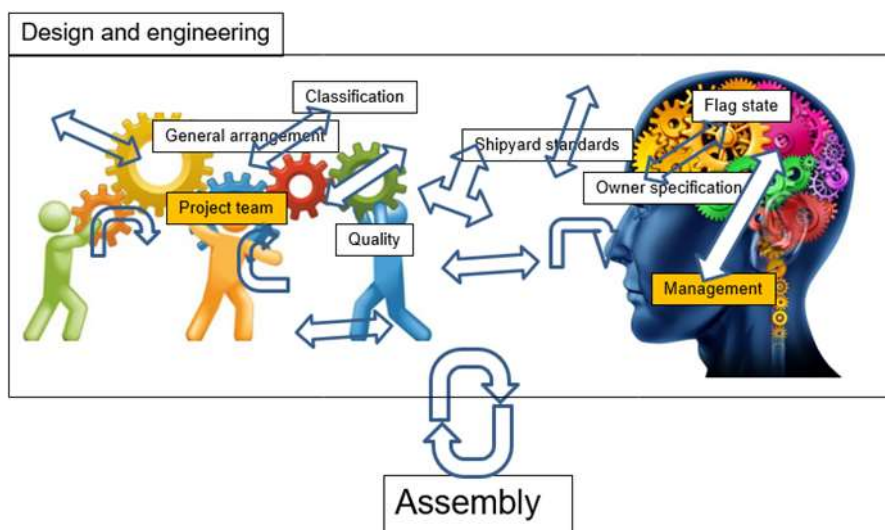 Design and engineering
Classification
General arrangement
Shipyard standards
Flag state
Owner specification
Project team
Quality
Management
Assembly